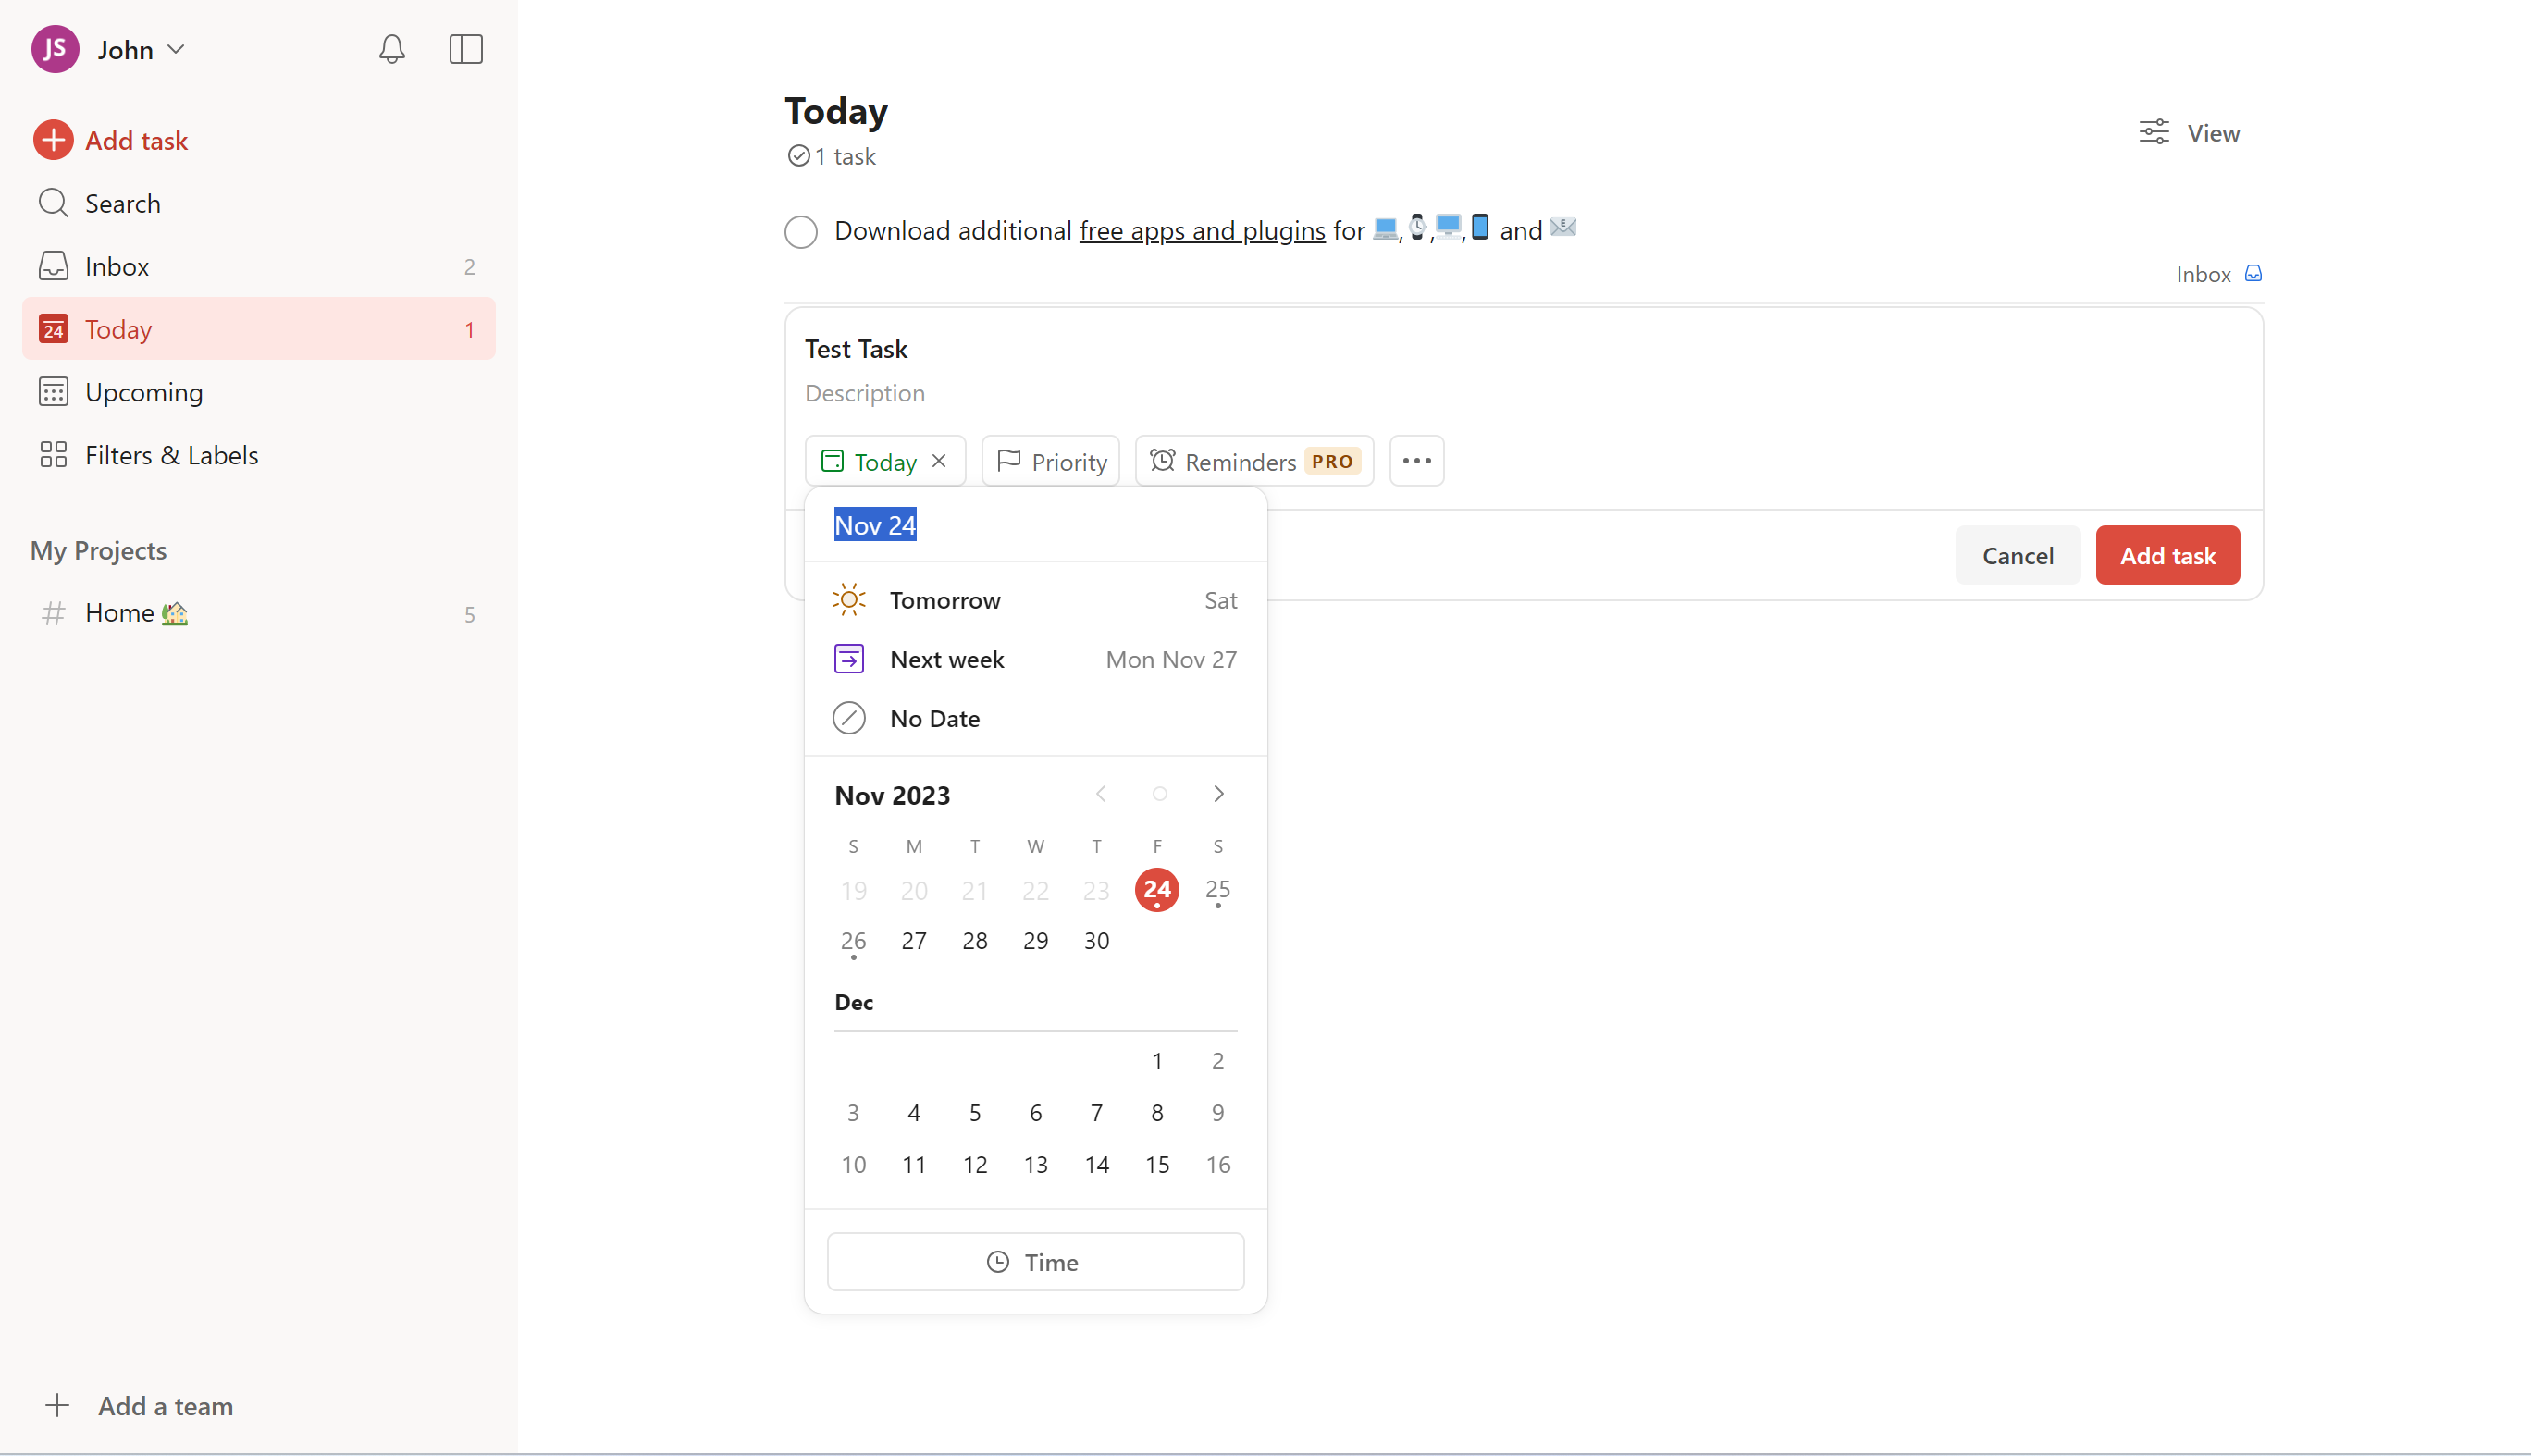 JS John
Add task
Search
Inbox 2
24 Today 1
Upcoming
Filters & Labels
My Projects
# Home 🏡 5
Add a team
Today
1 task
View
Download additional free apps and plugins for 💻,⌚,🖥,📱 and 📧
Inbox
Test Task
Description
Today Priority Reminders PRO
Nov 24
Cancel Add task
Tomorrow Sat
Next week Mon Nov 27
No Date
Nov 2023
S M T W T F S
19 20 21 22 23 24 25
26 27 28 29 30
Dec
1 2
3 4 5 6 7 8 9
10 11 12 13 14 15 16
Time